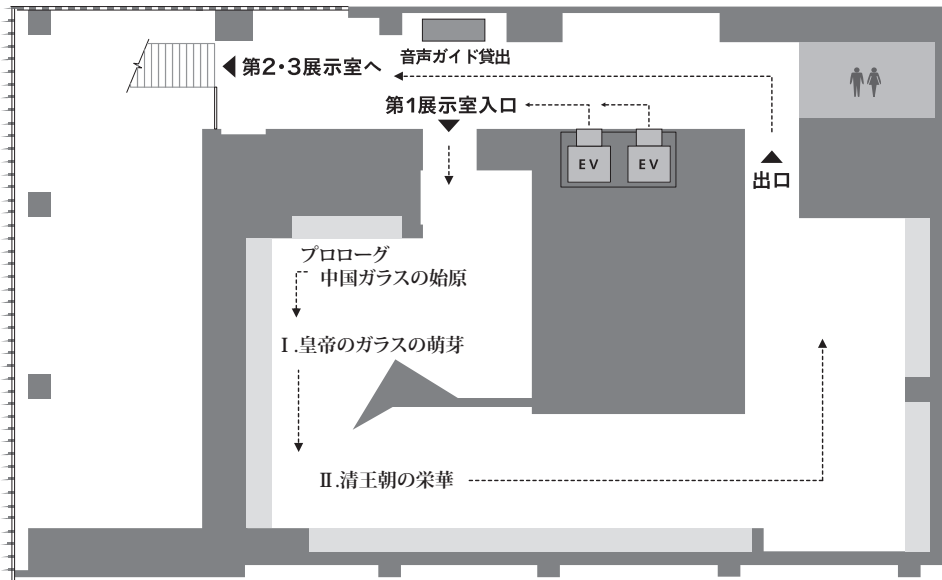 音声ガイド貸出
第2・3展示室へ
第1展示室入口
EV
EV
出口
プロローグ
中国ガラスの始原
Ⅰ.皇帝のガラスの萌芽
Ⅱ.清王朝の栄華